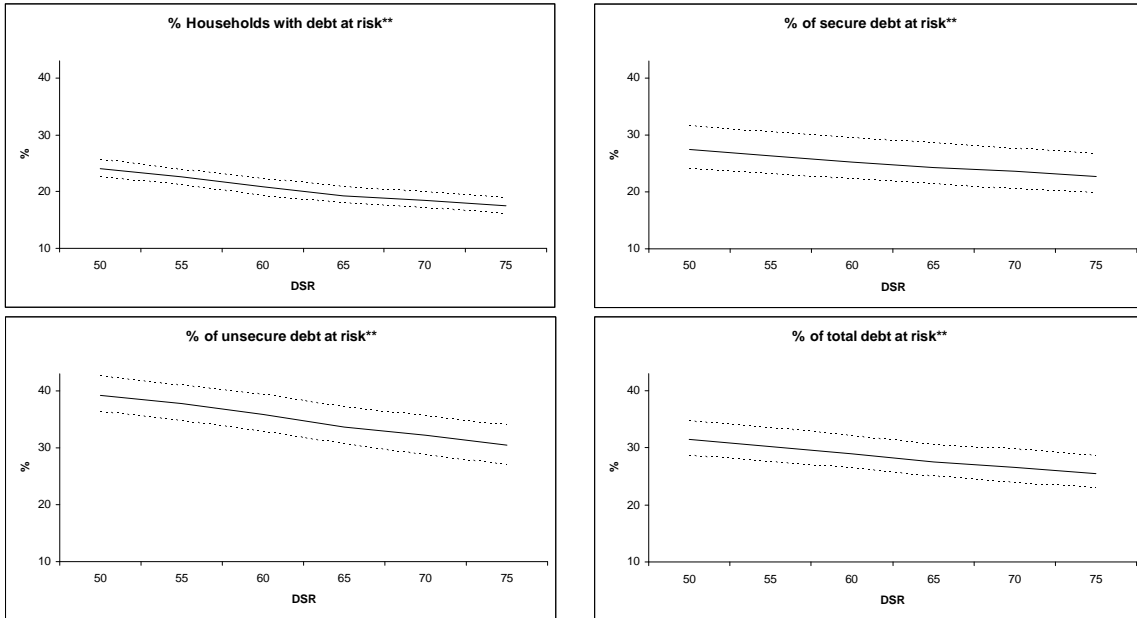 % Households with debt at risk**
40
30
20
10
%
50 55 60 65 70 75
DSR
% of secure debt at risk**
40
30
20
10
%
50 55 60 65 70 75
DSR
% of unsecure debt at risk**
40
30
20
10
%
50 55 60 65 70 75
DSR
% of total debt at risk**
40
30
20
10
%
50 55 60 65 70 75
DSR